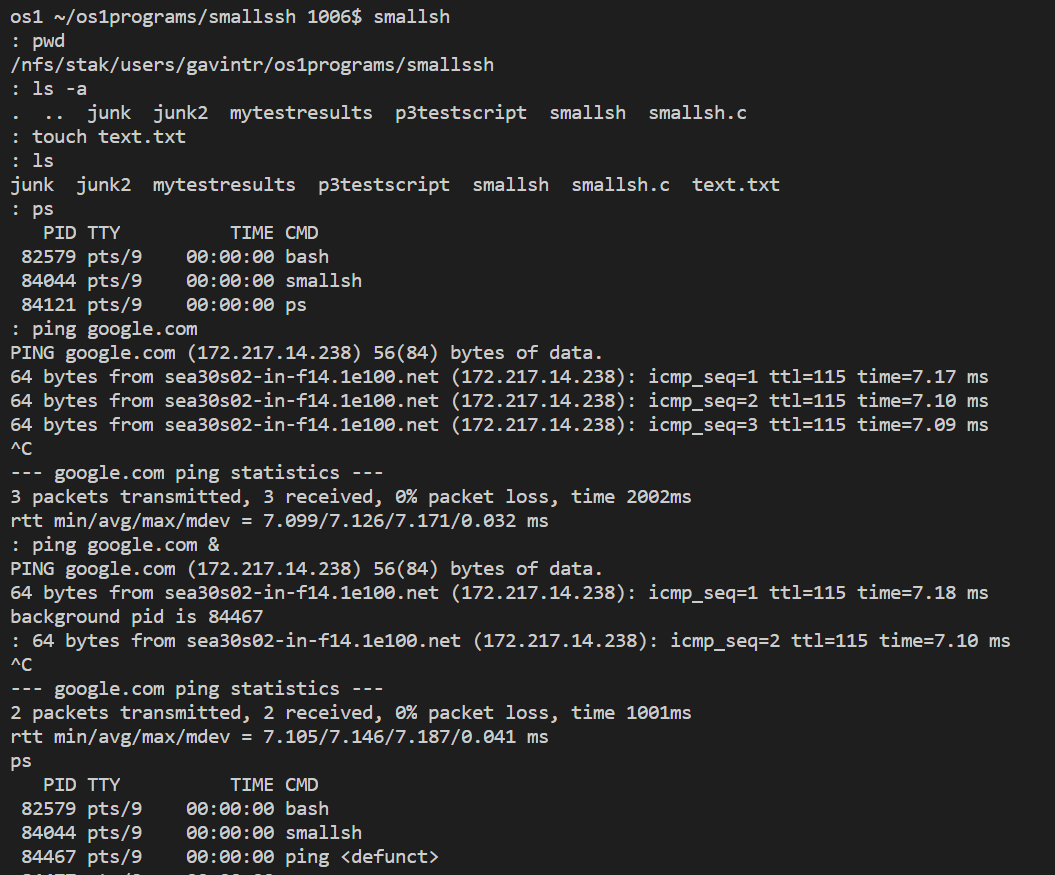 os1 ~/os1programs/smallssh 1006$ smallsh
: pwd
/nfs/stak/users/gavintr/os1programs/smallssh
: ls -a
.  ..  junk  junk2  mytestresults  p3testscript  smallsh  smallsh.c
: touch text.txt
: ls
junk  junk2  mytestresults  p3testscript  smallsh  smallsh.c  text.txt
: ps
   PID TTY          TIME CMD
 82579 pts/9    00:00:00 bash
 84044 pts/9    00:00:00 smallsh
 84121 pts/9    00:00:00 ps
: ping google.com
PING google.com (172.217.14.238) 56(84) bytes of data.
64 bytes from sea30s02-in-f14.1e100.net (172.217.14.238): icmp_seq=1 ttl=115 time=7.17 ms
64 bytes from sea30s02-in-f14.1e100.net (172.217.14.238): icmp_seq=2 ttl=115 time=7.10 ms
64 bytes from sea30s02-in-f14.1e100.net (172.217.14.238): icmp_seq=3 ttl=115 time=7.09 ms
^C
--- google.com ping statistics ---
3 packets transmitted, 3 received, 0% packet loss, time 2002ms
rtt min/avg/max/mdev = 7.099/7.126/7.171/0.032 ms
: ping google.com &
PING google.com (172.217.14.238) 56(84) bytes of data.
64 bytes from sea30s02-in-f14.1e100.net (172.217.14.238): icmp_seq=1 ttl=115 time=7.18 ms
background pid is 84467
: 64 bytes from sea30s02-in-f14.1e100.net (172.217.14.238): icmp_seq=2 ttl=115 time=7.10 ms
^C
--- google.com ping statistics ---
2 packets transmitted, 2 received, 0% packet loss, time 1001ms
rtt min/avg/max/mdev = 7.105/7.146/7.187/0.041 ms
ps
   PID TTY          TIME CMD
 82579 pts/9    00:00:00 bash
 84044 pts/9    00:00:00 smallsh
 84467 pts/9    00:00:00 ping <defunct>